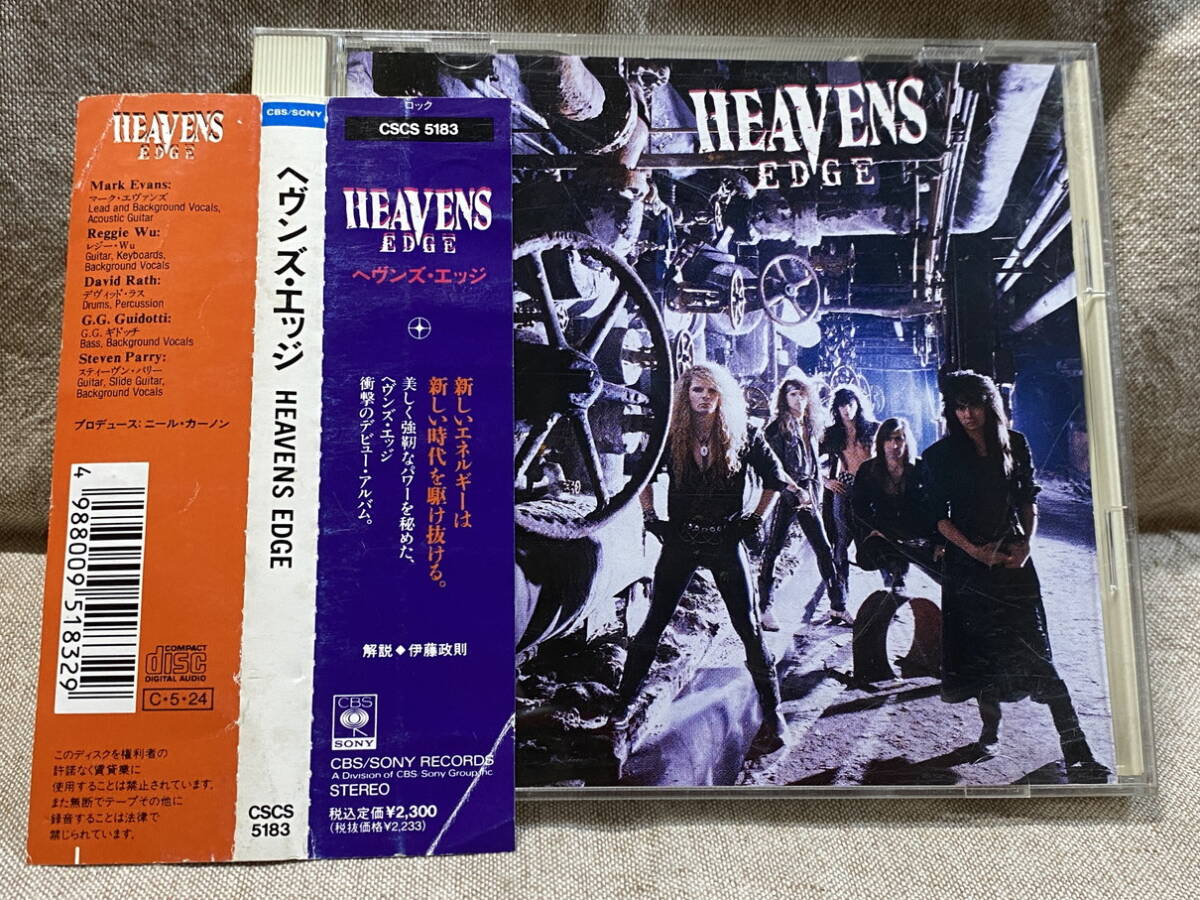 HEAVENS
EDGE
Mark Evans:
マーク・エヴァンズ
Lead and Background Vocals,
Acoustic Guitar
Reggie Wu:
レジー・Wu
Guitar, Keyboards,
Background Vocals
David Rath:
デヴィッド・ラス
Drums, Percussion
G.G. Guidotti:
G.G. ギドッチ
Bass, Background Vocals
Steven Parry:
スティーヴン・パリー
Guitar, Slide Guitar,
Background Vocals
プロデュース: ニール・カーノン
4 988009 518329
COMPACT
disc
DIGITAL AUDIO
C・5・24
このディスクを権利者の
許諾なく賃貸業に
使用することは禁止されています。
また無断でテープその他に
録音することは法律で
禁じられています。
CBS/SONY
ヘヴンズ・エッジ HEAVENS EDGE
CSCS
5183
ロック
CSCS 5183
HEAVENS
EDGE
ヘヴンズ・エッジ
新しいエネルギーは
新しい時代を駆け抜ける。
美しく強靭なパワーを秘めた、
ヘヴンズ・エッジ
衝撃のデビュー・アルバム。
解説◆伊藤政則
CBS
SONY
CBS/SONY RECORDS
A Division of CBS Sony Group,Inc
STEREO
税込定価¥2,300
(税抜価格¥2,233)
HEAVENS
EDGE